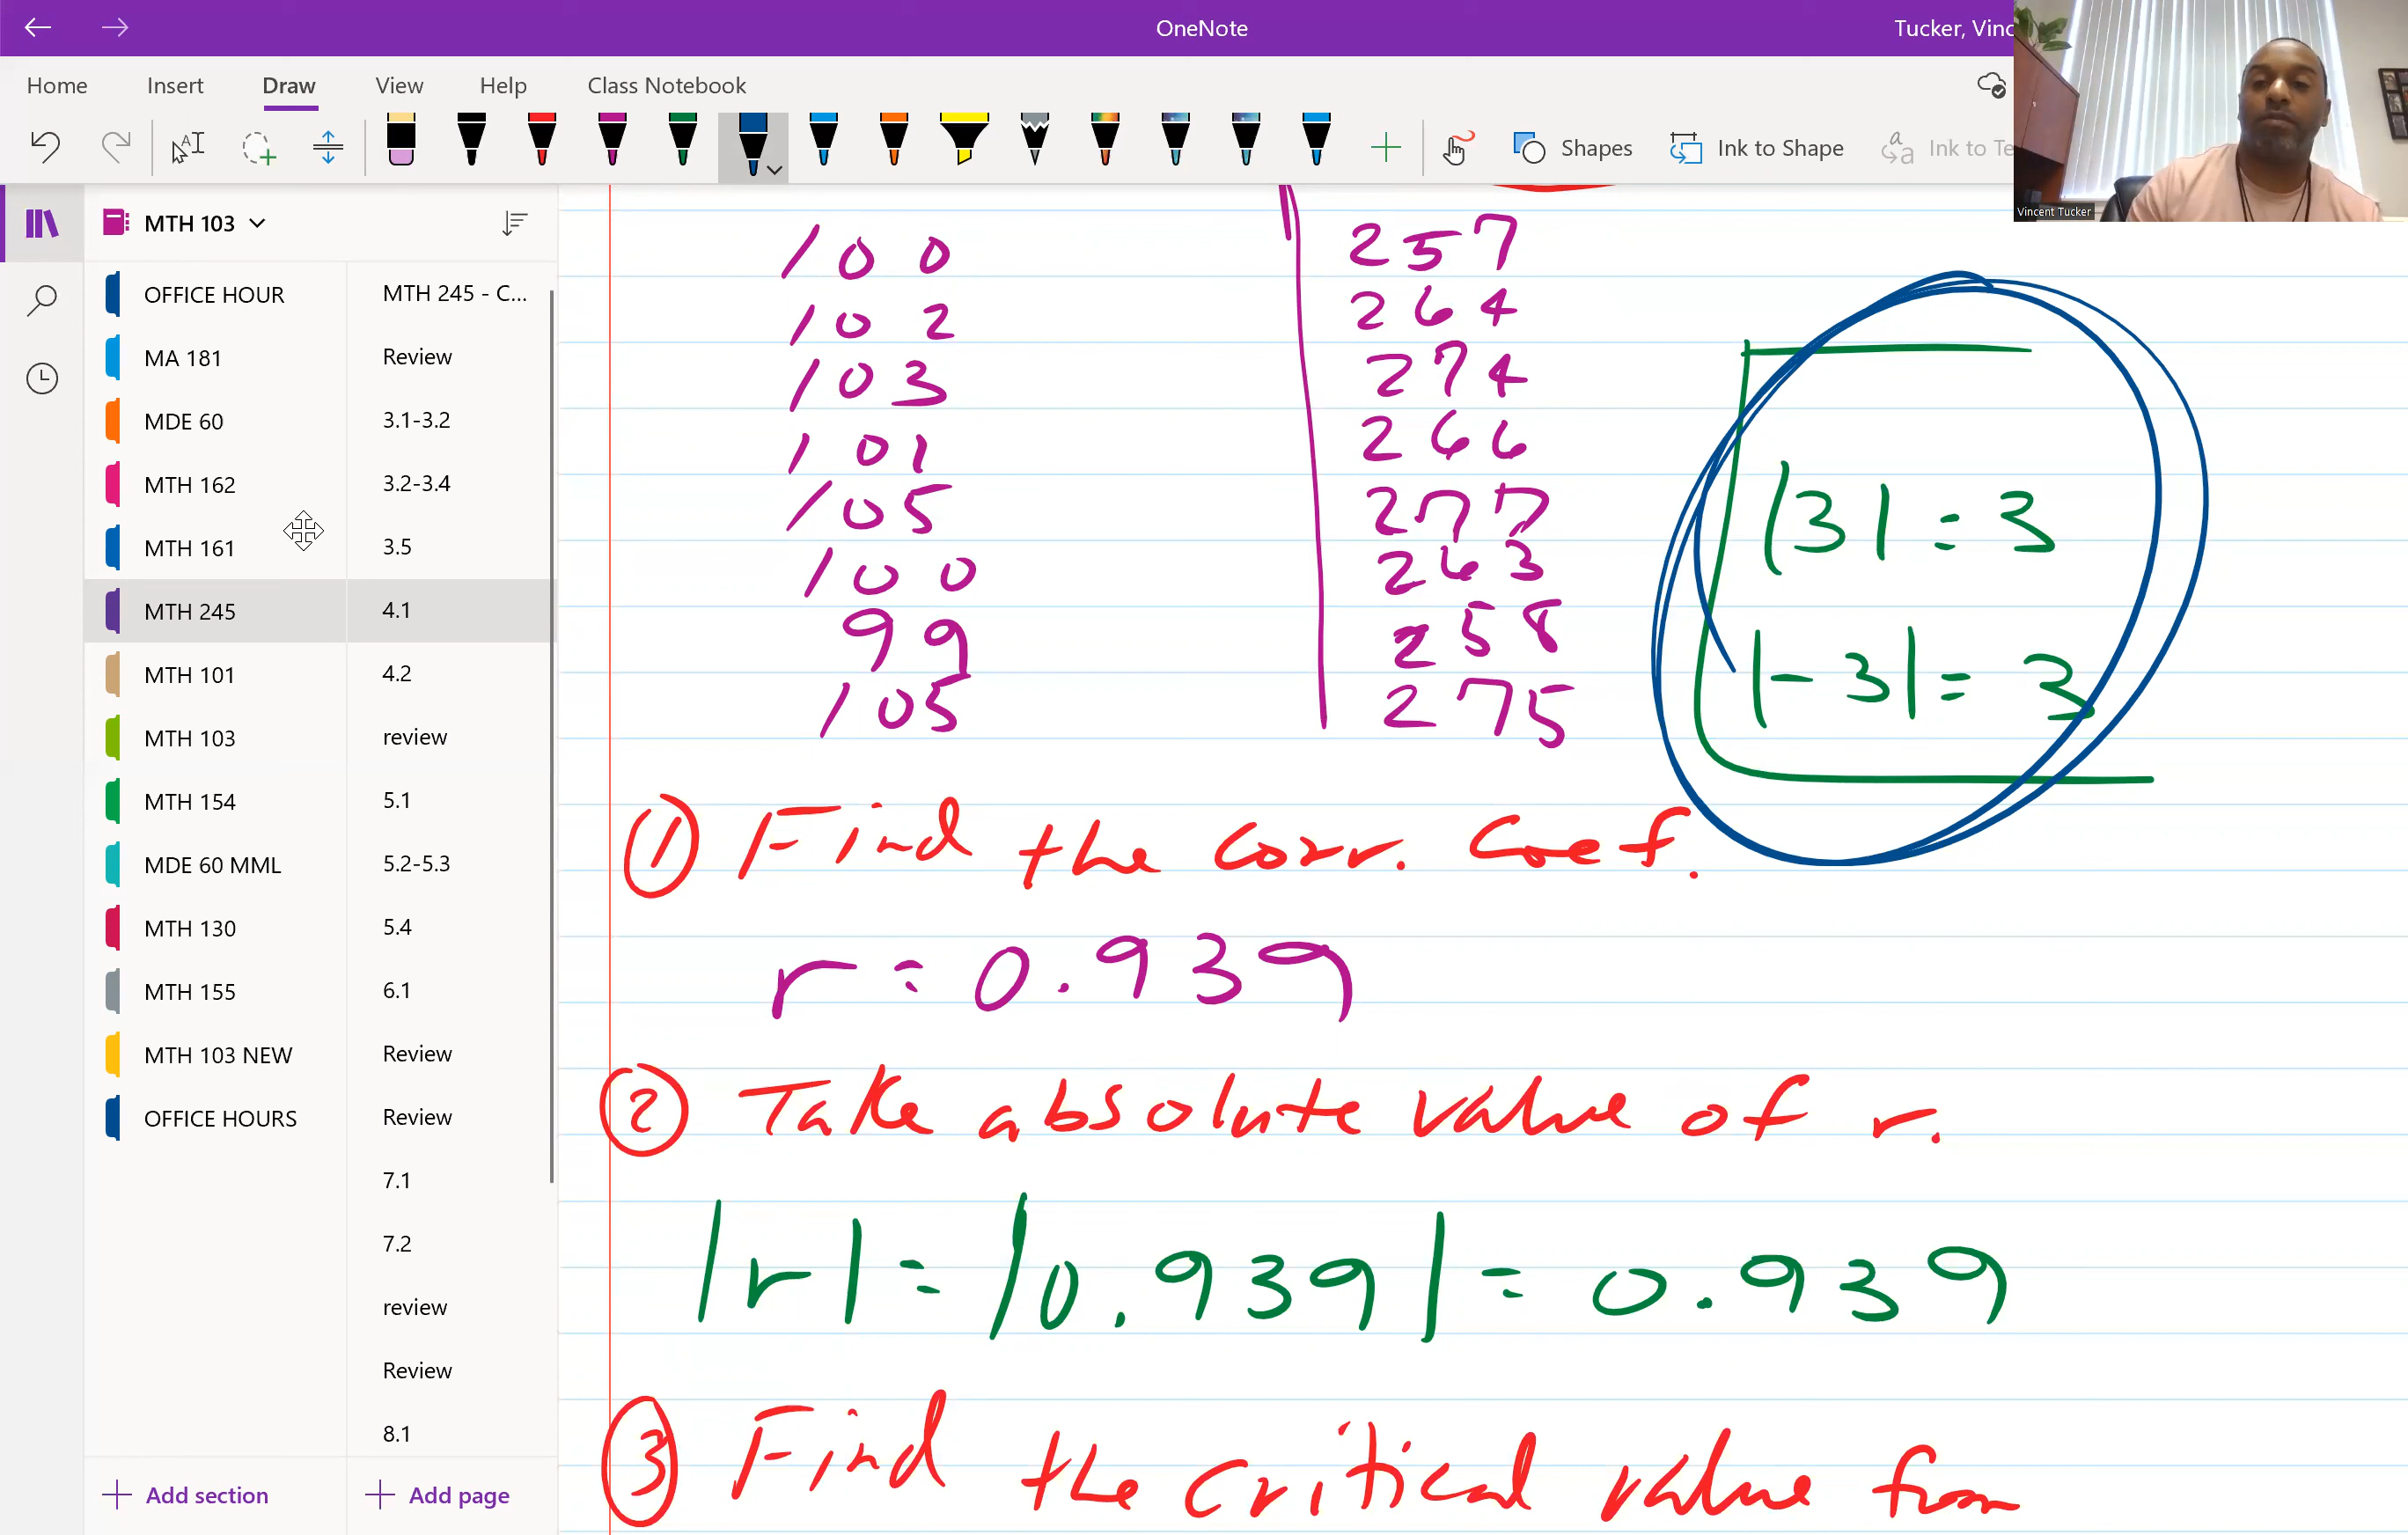 OneNote
Tucker, Vinc
Home Insert Draw View Help Class Notebook
Shapes Ink to Shape Ink to Te
Vincent Tucker
MTH 103
OFFICE HOUR
MA 181
MDE 60
MTH 162
MTH 161
MTH 245
MTH 101
MTH 103
MTH 154
MDE 60 MML
MTH 130
MTH 155
MTH 103 NEW
OFFICE HOURS
Add section
MTH 245 - C...
Review
3.1-3.2
3.2-3.4
3.5
4.1
4.2
review
5.1
5.2-5.3
5.4
6.1
Review
Review
7.1
7.2
review
Review
8.1
Add page
100 257
102 264
103 274
101 266
105 277
100 263
99 258
105 275
|3| = 3
|-3| = 3
① Find the Corr. Coef.
r = 0.939
② Take absolute value of r.
|r| = |0.939| = 0.939
③ Find the critical value from